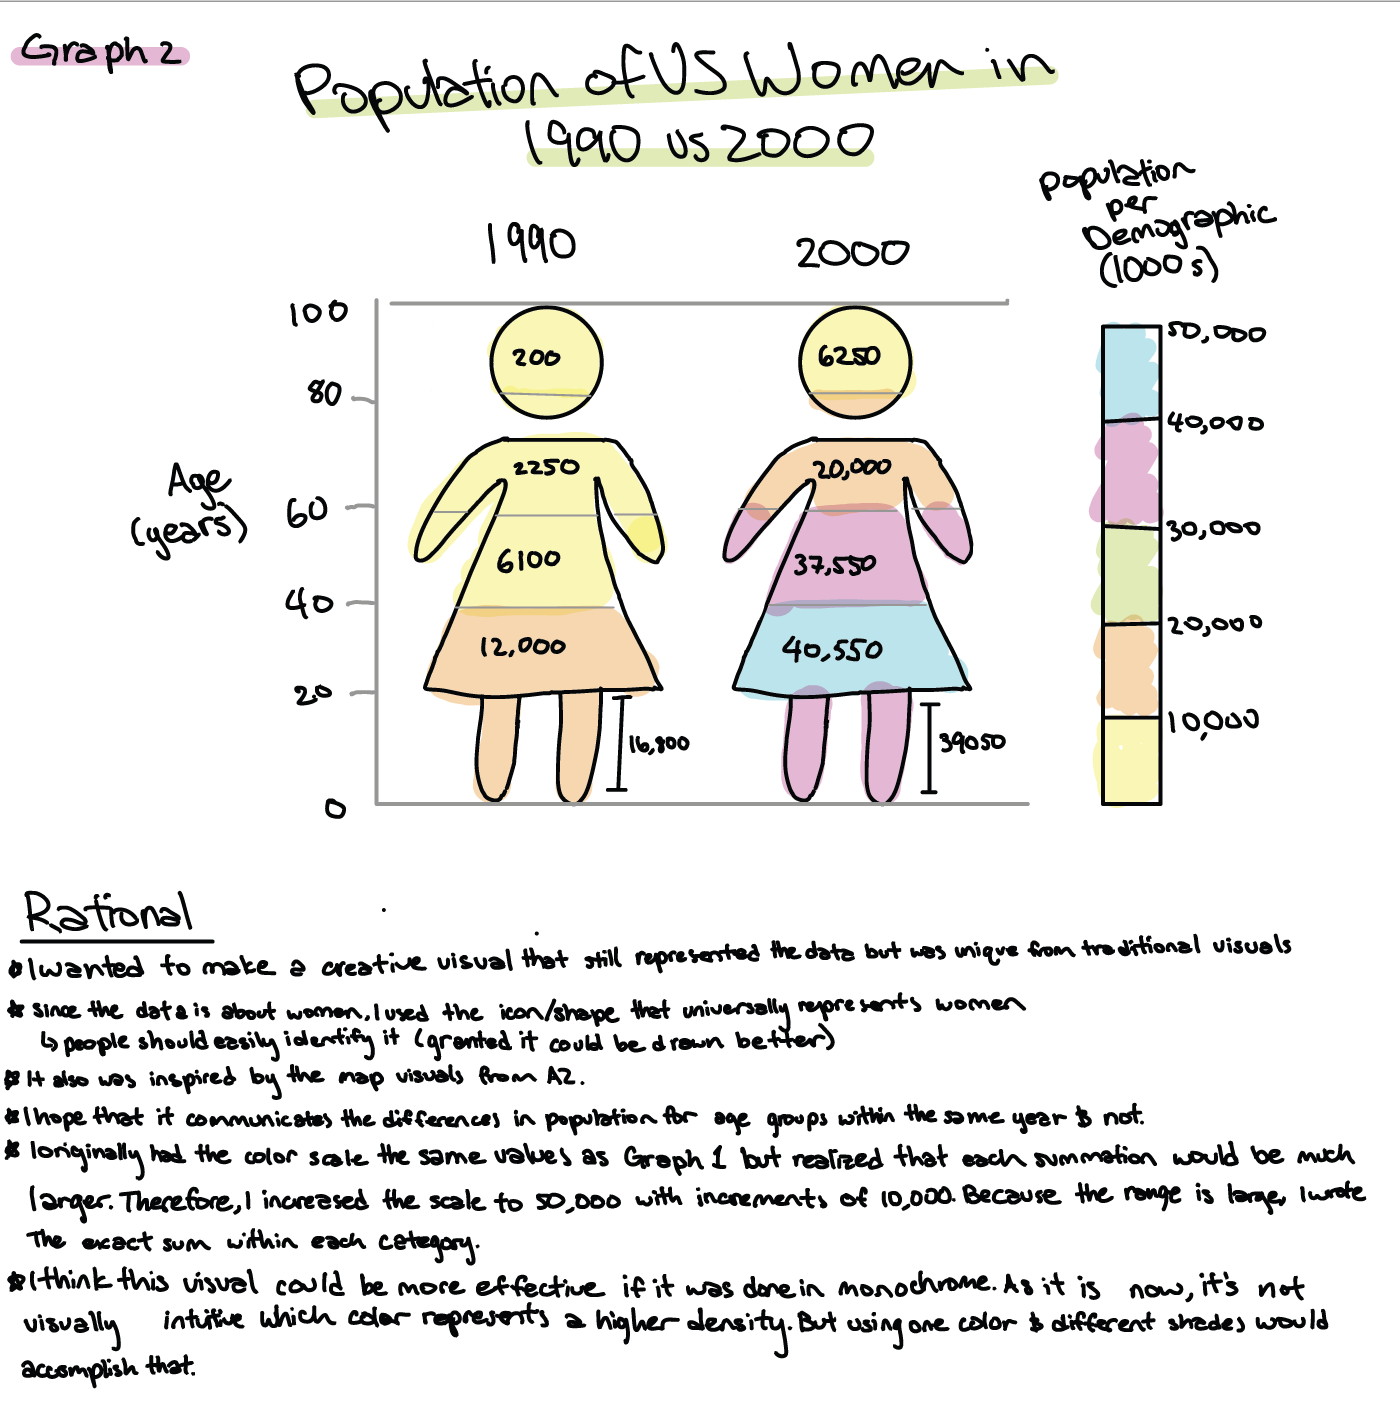 Graph 2
Population of US Women in
1990 vs 2000
Population
per
Demographic
(1000s)
1990
2000
100
80
60
40
20
0
Age
(years)
200
2250
6100
12,000
16,800
6250
20,000
37,550
40,550
39050
50,000
40,000
30,000
20,000
10,000
Rational
* I wanted to make a creative visual that still represented the data but was unique from traditional visuals
* Since the data is about women, I used the icon/shape that universally represents women
↳ people should easily identify it (granted it could be drawn better)
* It also was inspired by the map visuals from A2.
* I hope that it communicates the differences in population for age groups within the same year & not.
* I originally had the color scale the same values as Graph 1 but realized that each summation would be much
larger. Therefore, I increased the scale to 50,000 with increments of 10,000. Because the range is large, I wrote
The exact sum within each category.
* I think this visual could be more effective if it was done in monochrome. As it is now, it's not
visually intuitive which color represents a higher density. But using one color & different shades would
accomplish that.